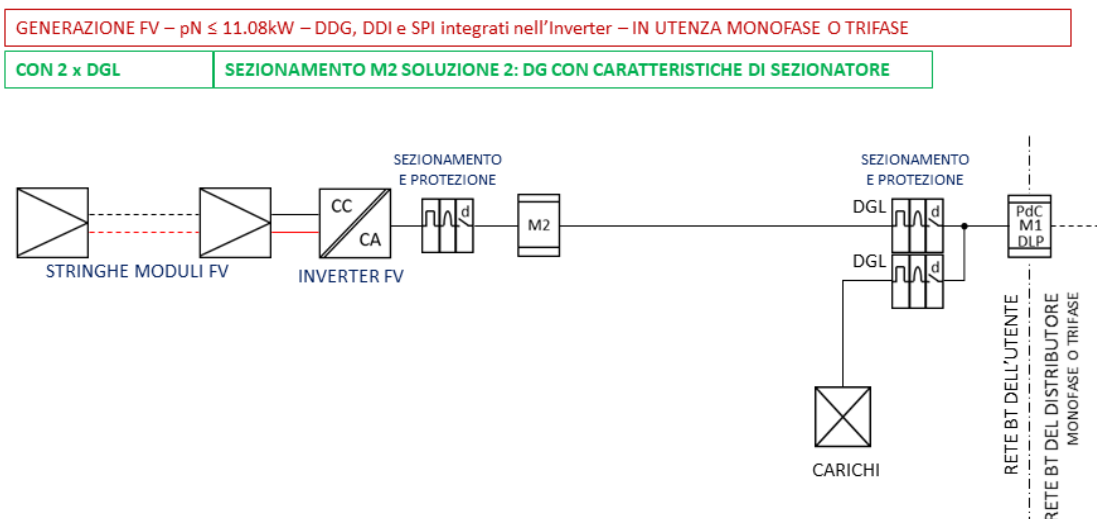 GENERAZIONE FV – pN ≤ 11.08kW – DDG, DDI e SPI integrati nell'Inverter – IN UTENZA MONOFASE O TRIFASE
CON 2 x DGL
SEZIONAMENTO M2 SOLUZIONE 2: DG CON CARATTERISTICHE DI SEZIONATORE
SEZIONAMENTO
E PROTEZIONE
SEZIONAMENTO
E PROTEZIONE
CC
CA
d
M2
DGL
d
PdC
M1
DLP
STRINGHE MODULI FV
INVERTER FV
DGL
d
CARICHI
RETE BT DELL'UTENTE
RETE BT DEL DISTRIBUTORE
MONOFASE O TRIFASE